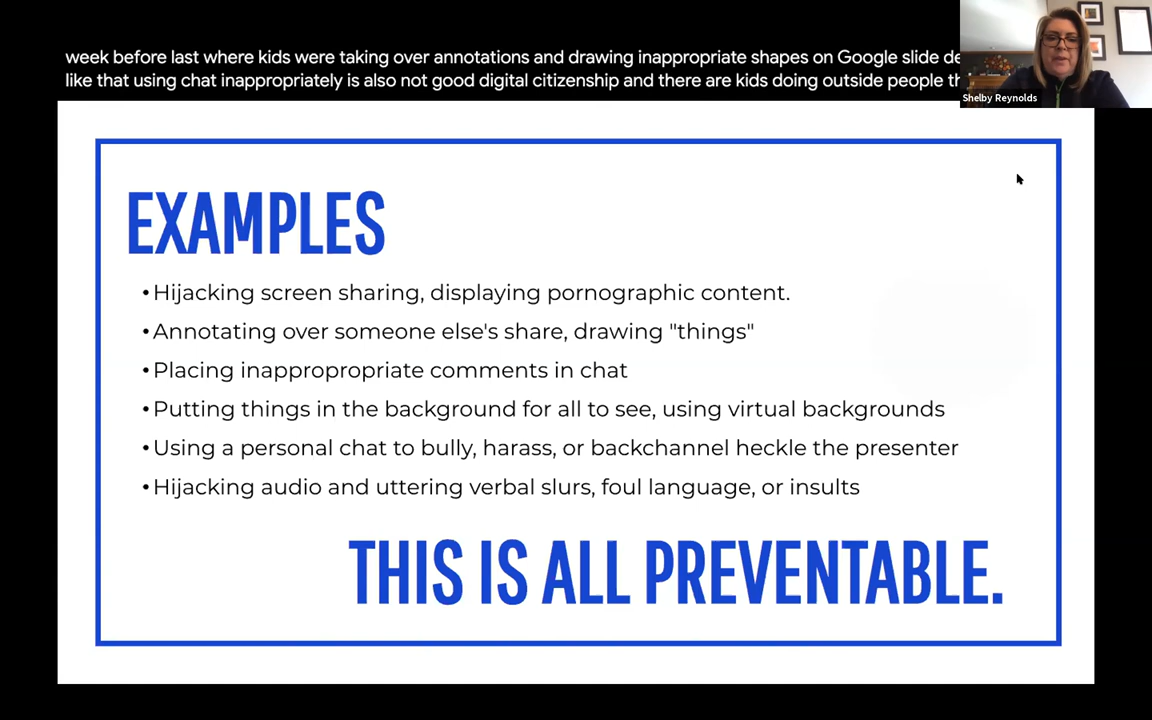 week before last where kids were taking over annotations and drawing inappropriate shapes on Google slide
like that using chat inappropriately is also not good digital citizenship and there are kids doing outside people
Shelby Reynolds
EXAMPLES
•Hijacking screen sharing, displaying pornographic content.
•Annotating over someone else's share, drawing "things"
•Placing inappropropriate comments in chat
•Putting things in the background for all to see, using virtual backgrounds
•Using a personal chat to bully, harass, or backchannel heckle the presenter
•Hijacking audio and uttering verbal slurs, foul language, or insults
THIS IS ALL PREVENTABLE.